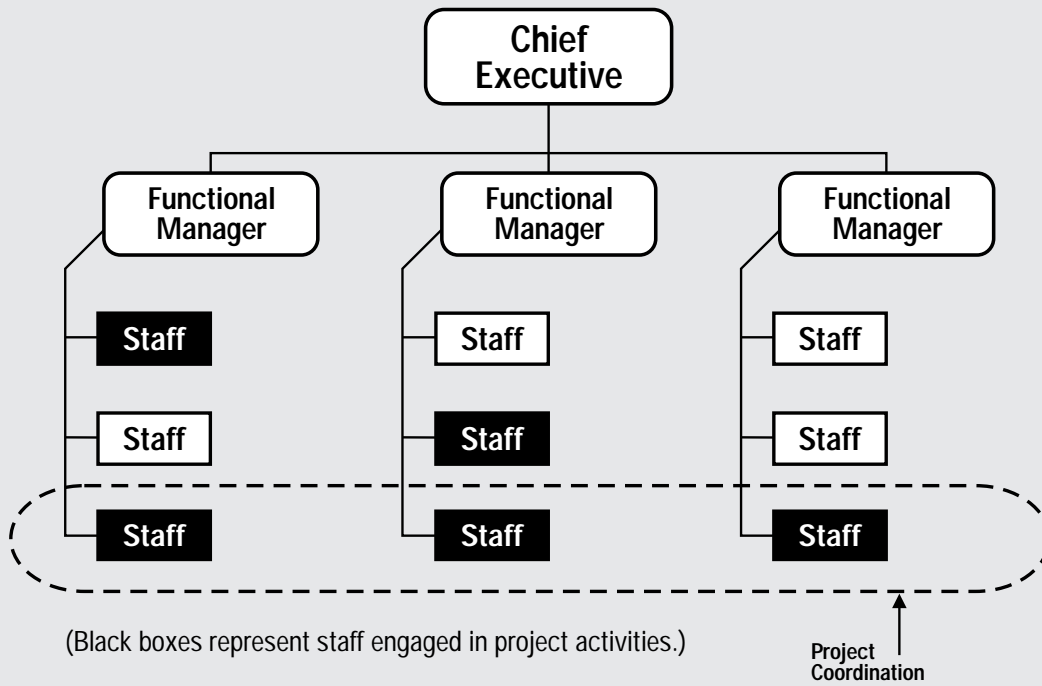 Chief
Executive
Functional
Manager
Functional
Manager
Functional
Manager
Staff
Staff
Staff
Staff
Staff
Staff
Staff
Staff
Staff
(Black boxes represent staff engaged in project activities.)
Project
Coordination